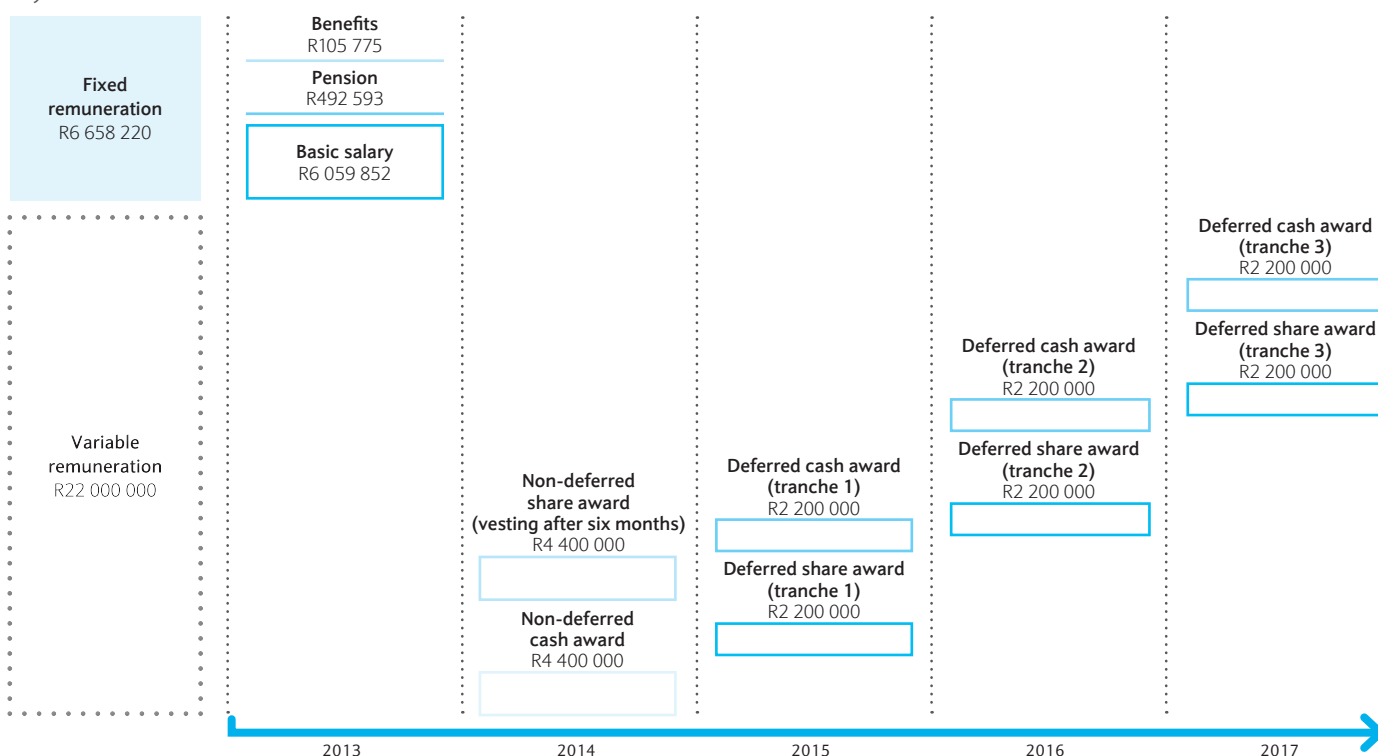 Fixed
remuneration
R6 658 220
Benefits
R105 775
Pension
R492 593
Basic salary
R6 059 852
Variable
remuneration
R22 000 000
Non-deferred
share award
(vesting after six months)
R4 400 000
Non-deferred
cash award
R4 400 000
Deferred cash award
(tranche 1)
R2 200 000
Deferred share award
(tranche 1)
R2 200 000
Deferred cash award
(tranche 2)
R2 200 000
Deferred share award
(tranche 2)
R2 200 000
Deferred cash award
(tranche 3)
R2 200 000
Deferred share award
(tranche 3)
R2 200 000
2013
2014
2015
2016
2017